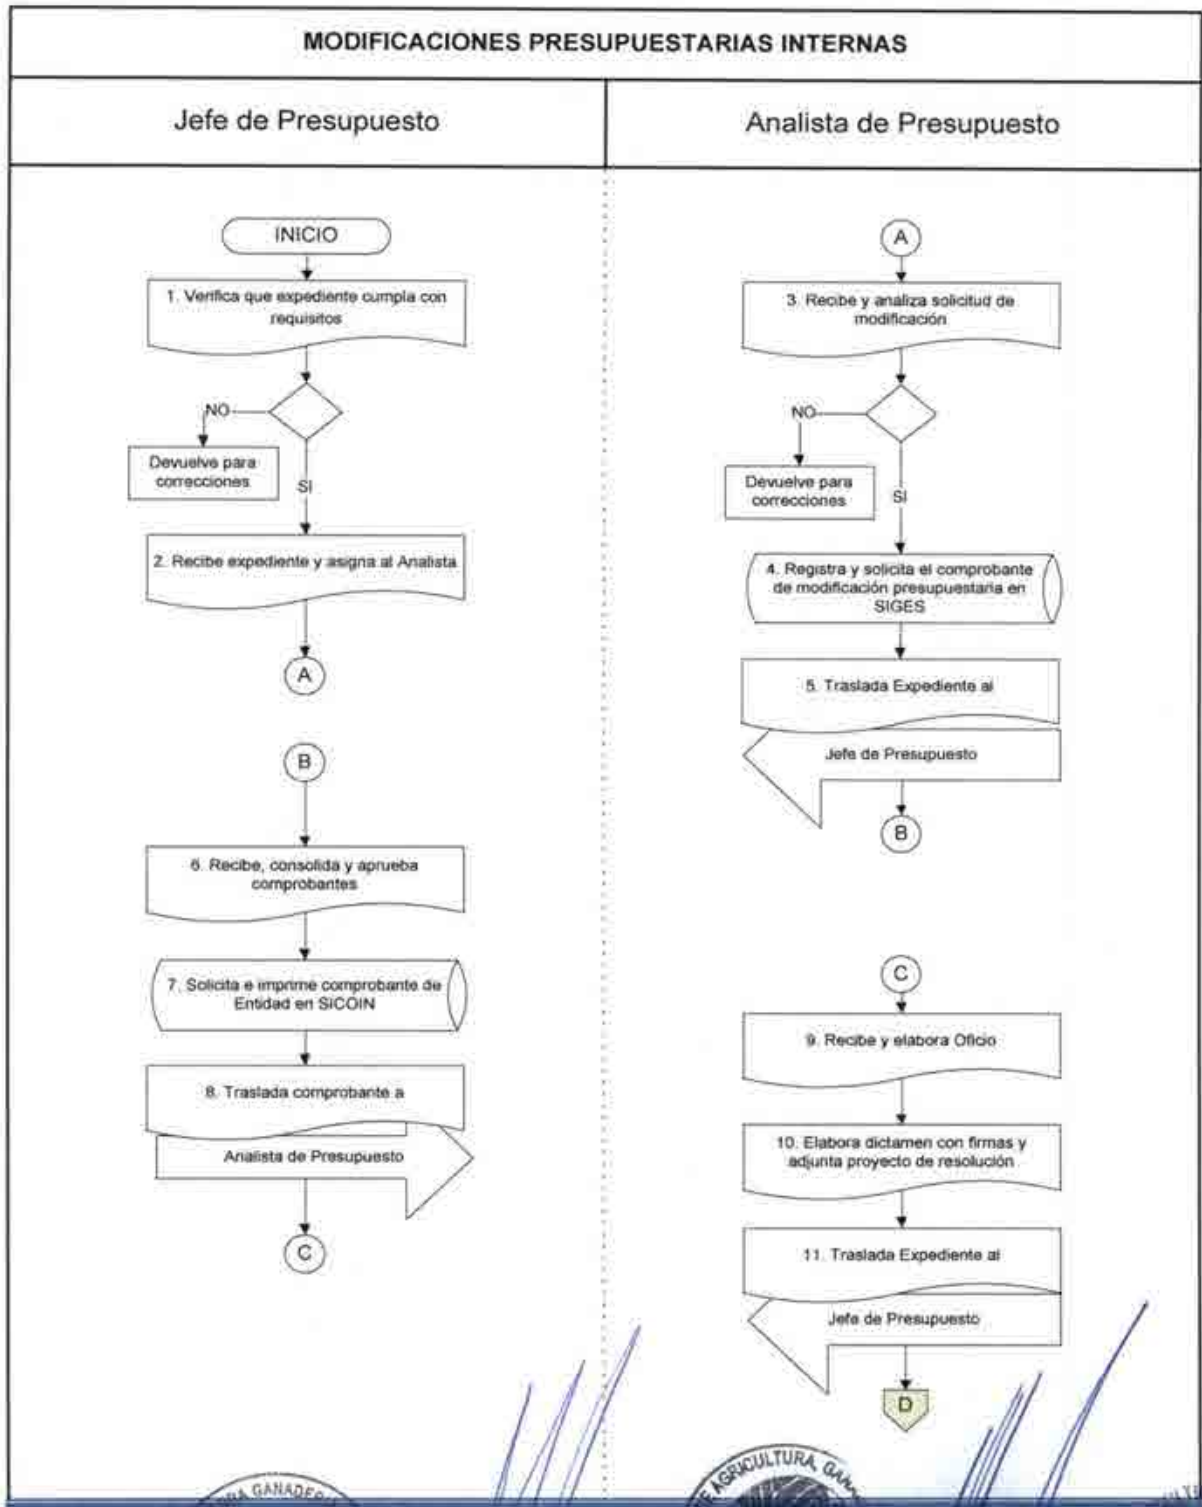 MODIFICACIONES PRESUPUESTARIAS INTERNAS
Jefe de Presupuesto
Analista de Presupuesto
INICIO
1. Verifica que expediente cumpla con
requisitos
NO
Devuelve para
correcciones
SI
2. Recibe expediente y asigna al Analista
A
B
6. Recibe, consolida y aprueba
comprobantes
7. Solicita e imprime comprobante de
Entidad en SICOIN
8. Traslada comprobante a
Analista de Presupuesto
C
A
3. Recibe y analiza solicitud de
modificación
NO
Devuelve para
correcciones
SI
4. Registra y solicita el comprobante
de modificación presupuestaria en
SIGES
5. Traslada Expediente al
Jefe de Presupuesto
B
C
9. Recibe y elabora Oficio
10. Elabora dictamen con firmas y
adjunta proyecto de resolución
11. Traslada Expediente al
Jefe de Presupuesto
D
AGRICULTURA,